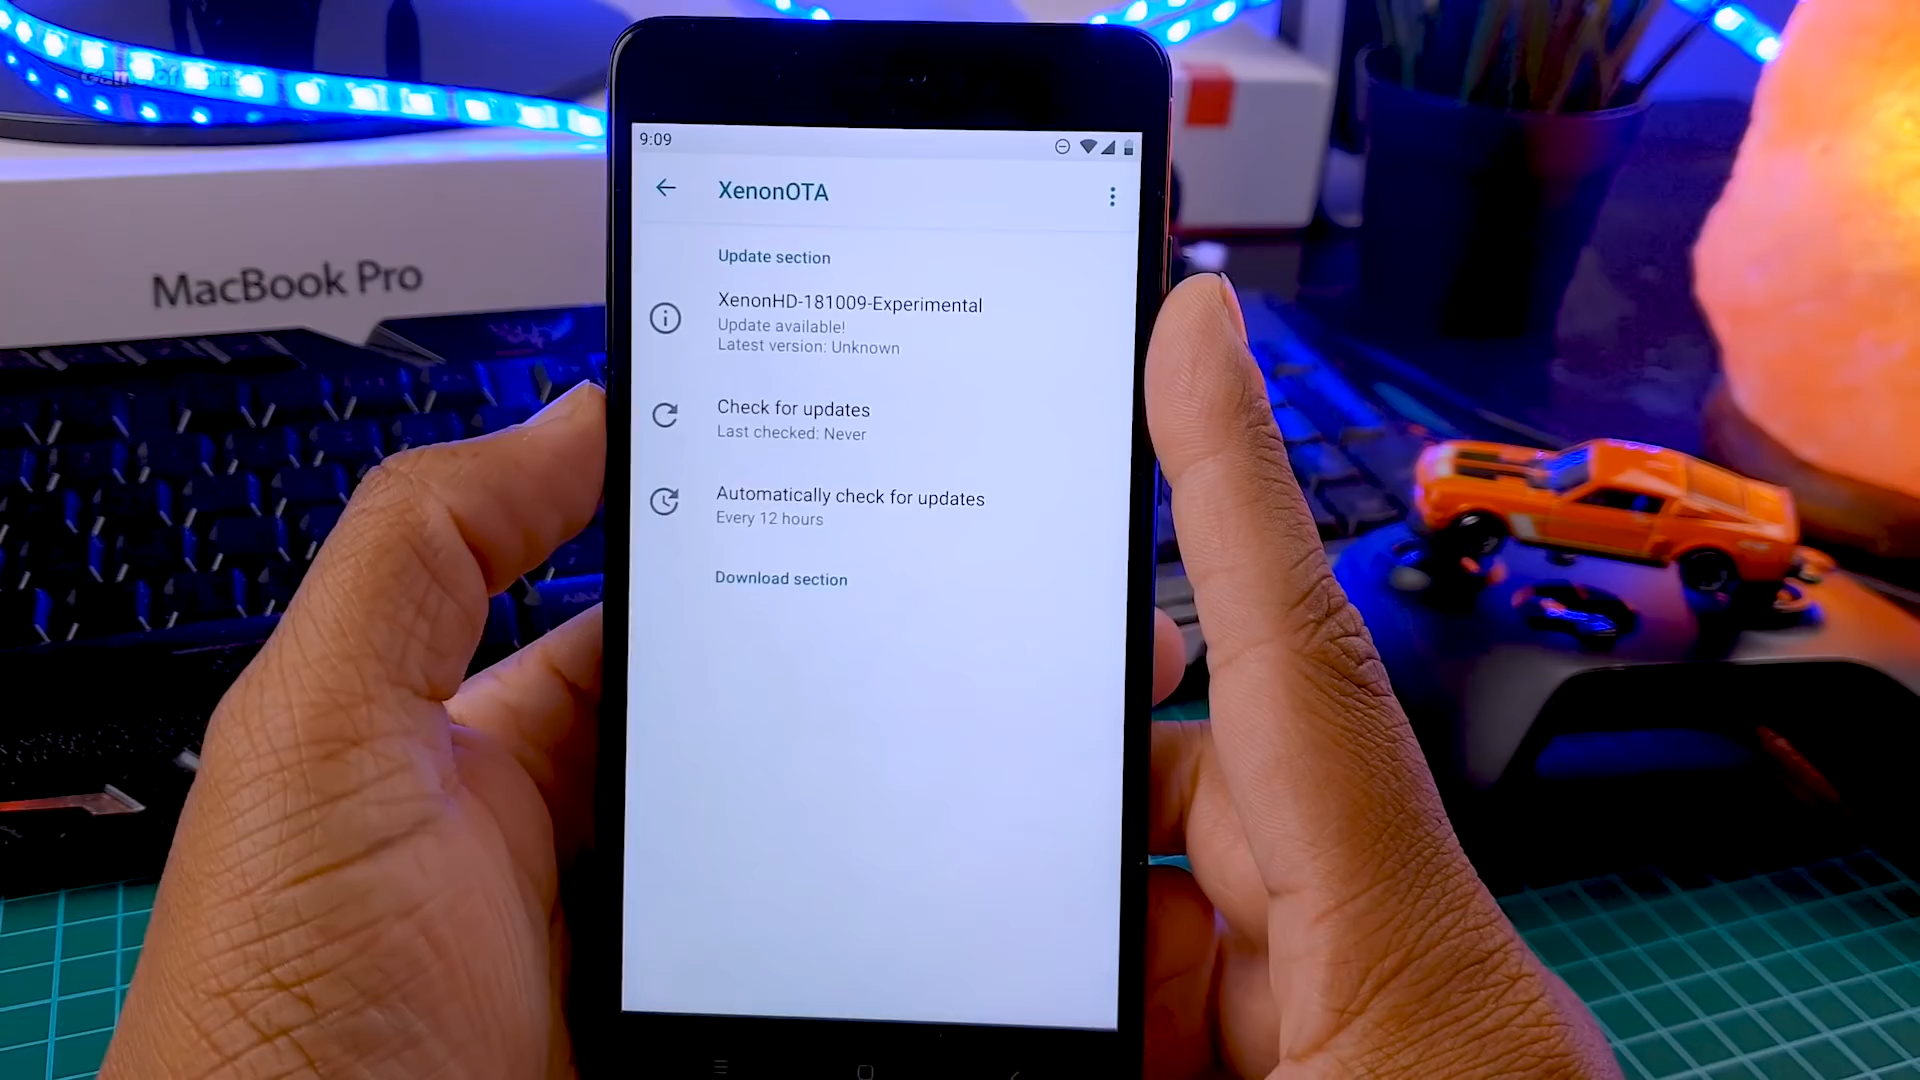 9:09
XenonOTA
Update section
XenonHD-181009-Experimental
Update available!
Latest version: Unknown
Check for updates
Last checked: Never
Automatically check for updates
Every 12 hours
Download section
MacBook Pro